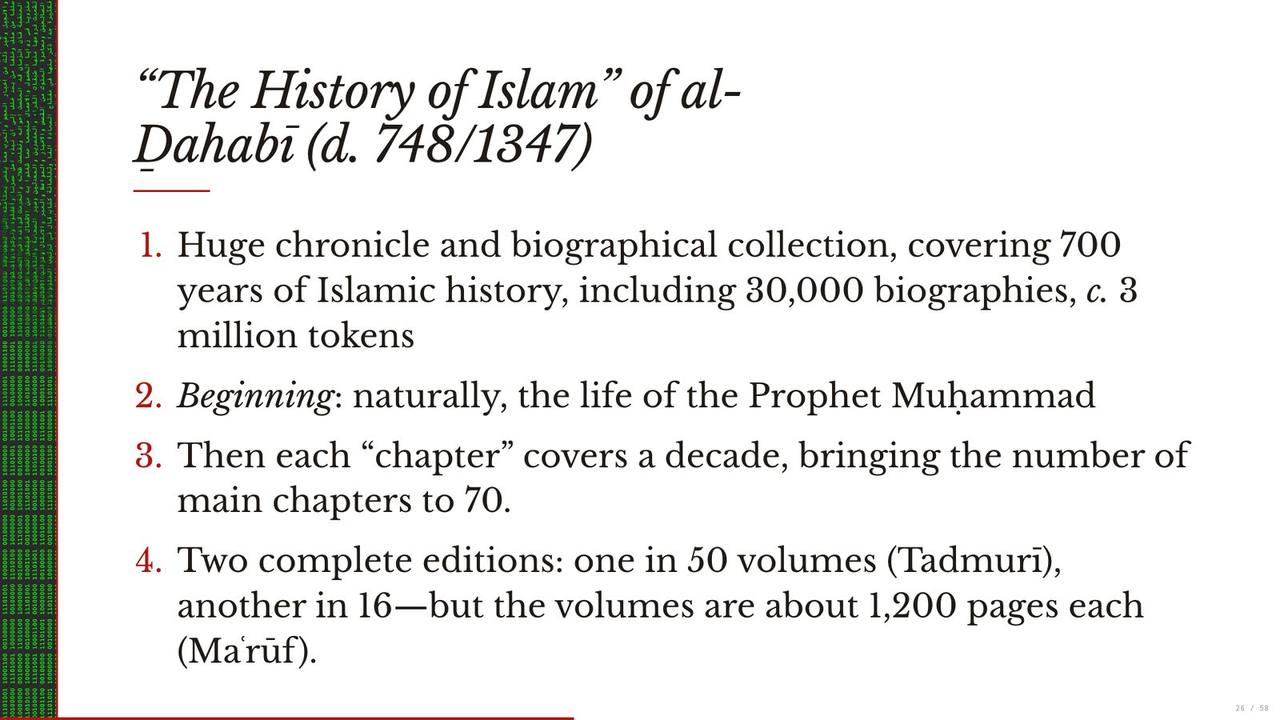 “The History of Islam” of al-
Ḏahabī (d. 748/1347)
1. Huge chronicle and biographical collection, covering 700
years of Islamic history, including 30,000 biographies, c. 3
million tokens
2. Beginning: naturally, the life of the Prophet Muḥammad
3. Then each “chapter” covers a decade, bringing the number of
main chapters to 70.
4. Two complete editions: one in 50 volumes (Tadmurī),
another in 16—but the volumes are about 1,200 pages each
(Maʿrūf).
26 / 58